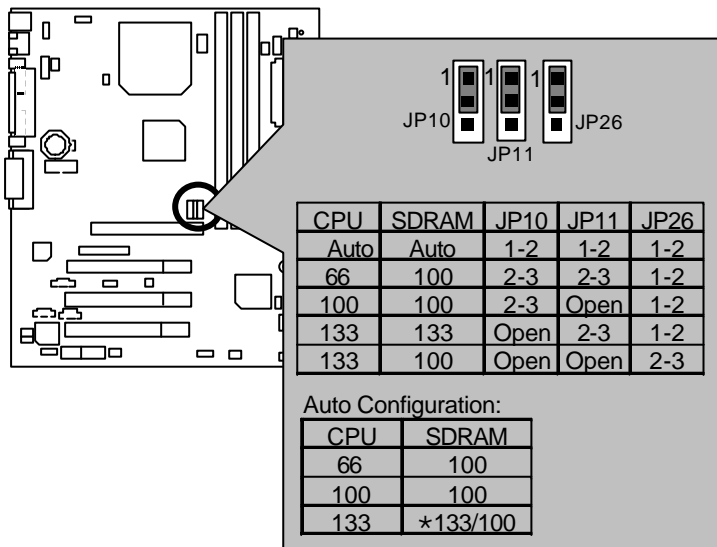 1 1 1
JP10 JP26
JP11
CPU SDRAM JP10 JP11 JP26
Auto Auto 1-2 1-2 1-2
66 100 2-3 2-3 1-2
100 100 2-3 Open 1-2
133 133 Open 2-3 1-2
133 100 Open Open 2-3
Auto Configuration:
CPU SDRAM
66 100
100 100
133 *133/100